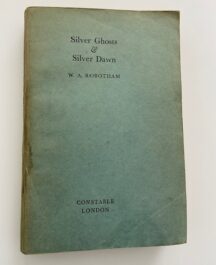 Silver Ghosts
&
Silver Dawn
W. A. ROBOTHAM
CONSTABLE
LONDON